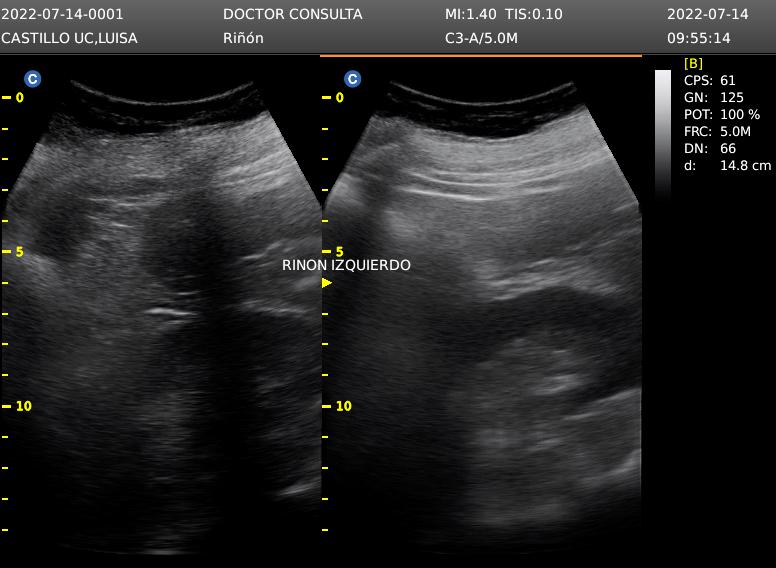 2022-07-14-0001 DOCTOR CONSULTA MI:1.40 TIS:0.10 2022-07-14
CASTILLO UC,LUISA Riñón C3-A/5.0M 09:55:14
C C
[B]
0 0
CPS: 61
GN: 125
POT: 100 %
FRC: 5.0M
DN: 66
d: 14.8 cm
5 5
RINON IZQUIERDO
10 10